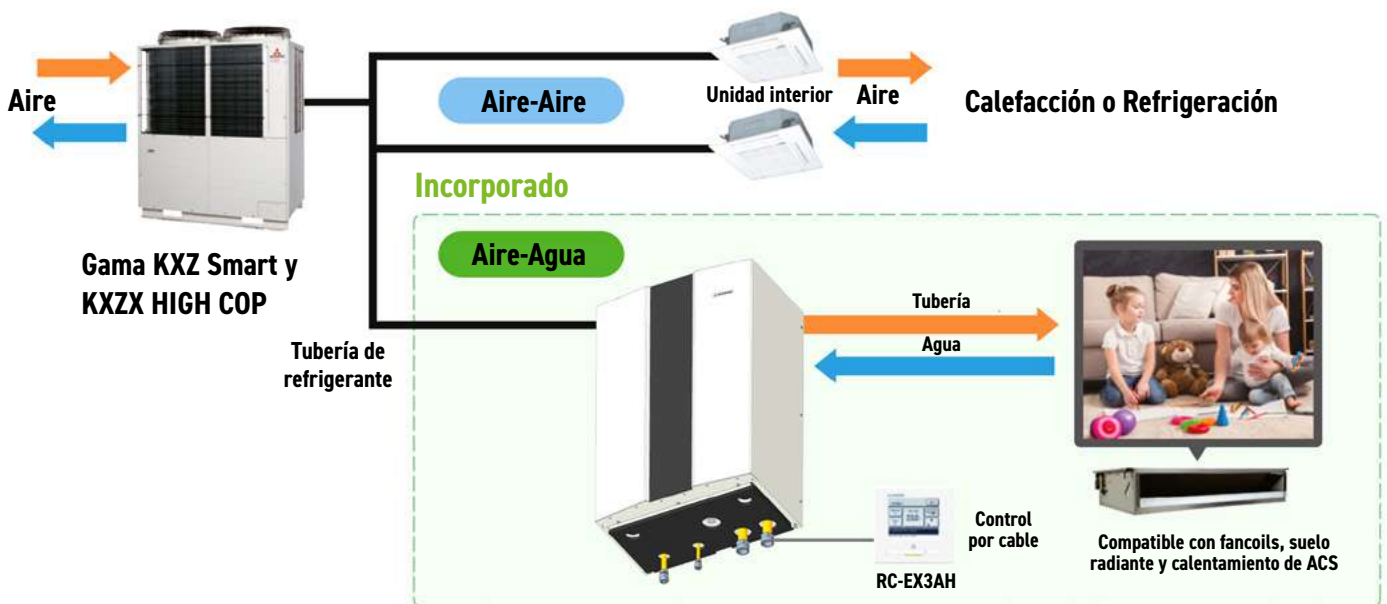 Aire
Gama KXZ Smart y
KXZX HIGH COP
Aire-Aire
Unidad interior
Aire
Calefacción o Refrigeración
Incorporado
Aire-Agua
Tubería de
refrigerante
Tubería
Agua
Control
por cable
RC-EX3AH
Compatible con fancoils, suelo
radiante y calentamiento de ACS